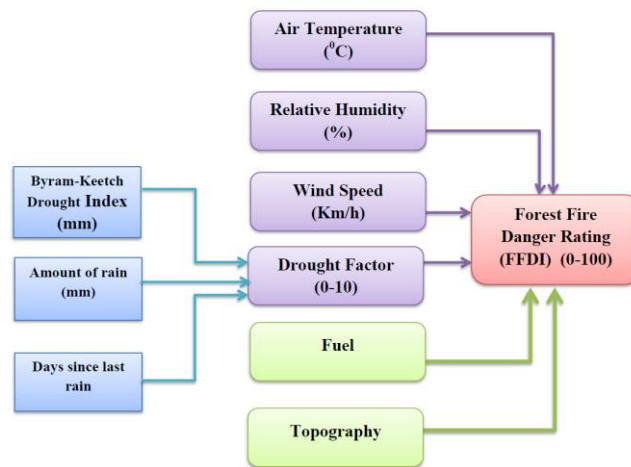 Air Temperature
(⁰C)
Relative Humidity
(%)
Byram-Keetch
Drought Index
(mm)
Wind Speed
(Km/h)
Forest Fire
Danger Rating
(FFDI) (0-100)
Amount of rain
(mm)
Drought Factor
(0-10)
Fuel
Days since last
rain
Topography